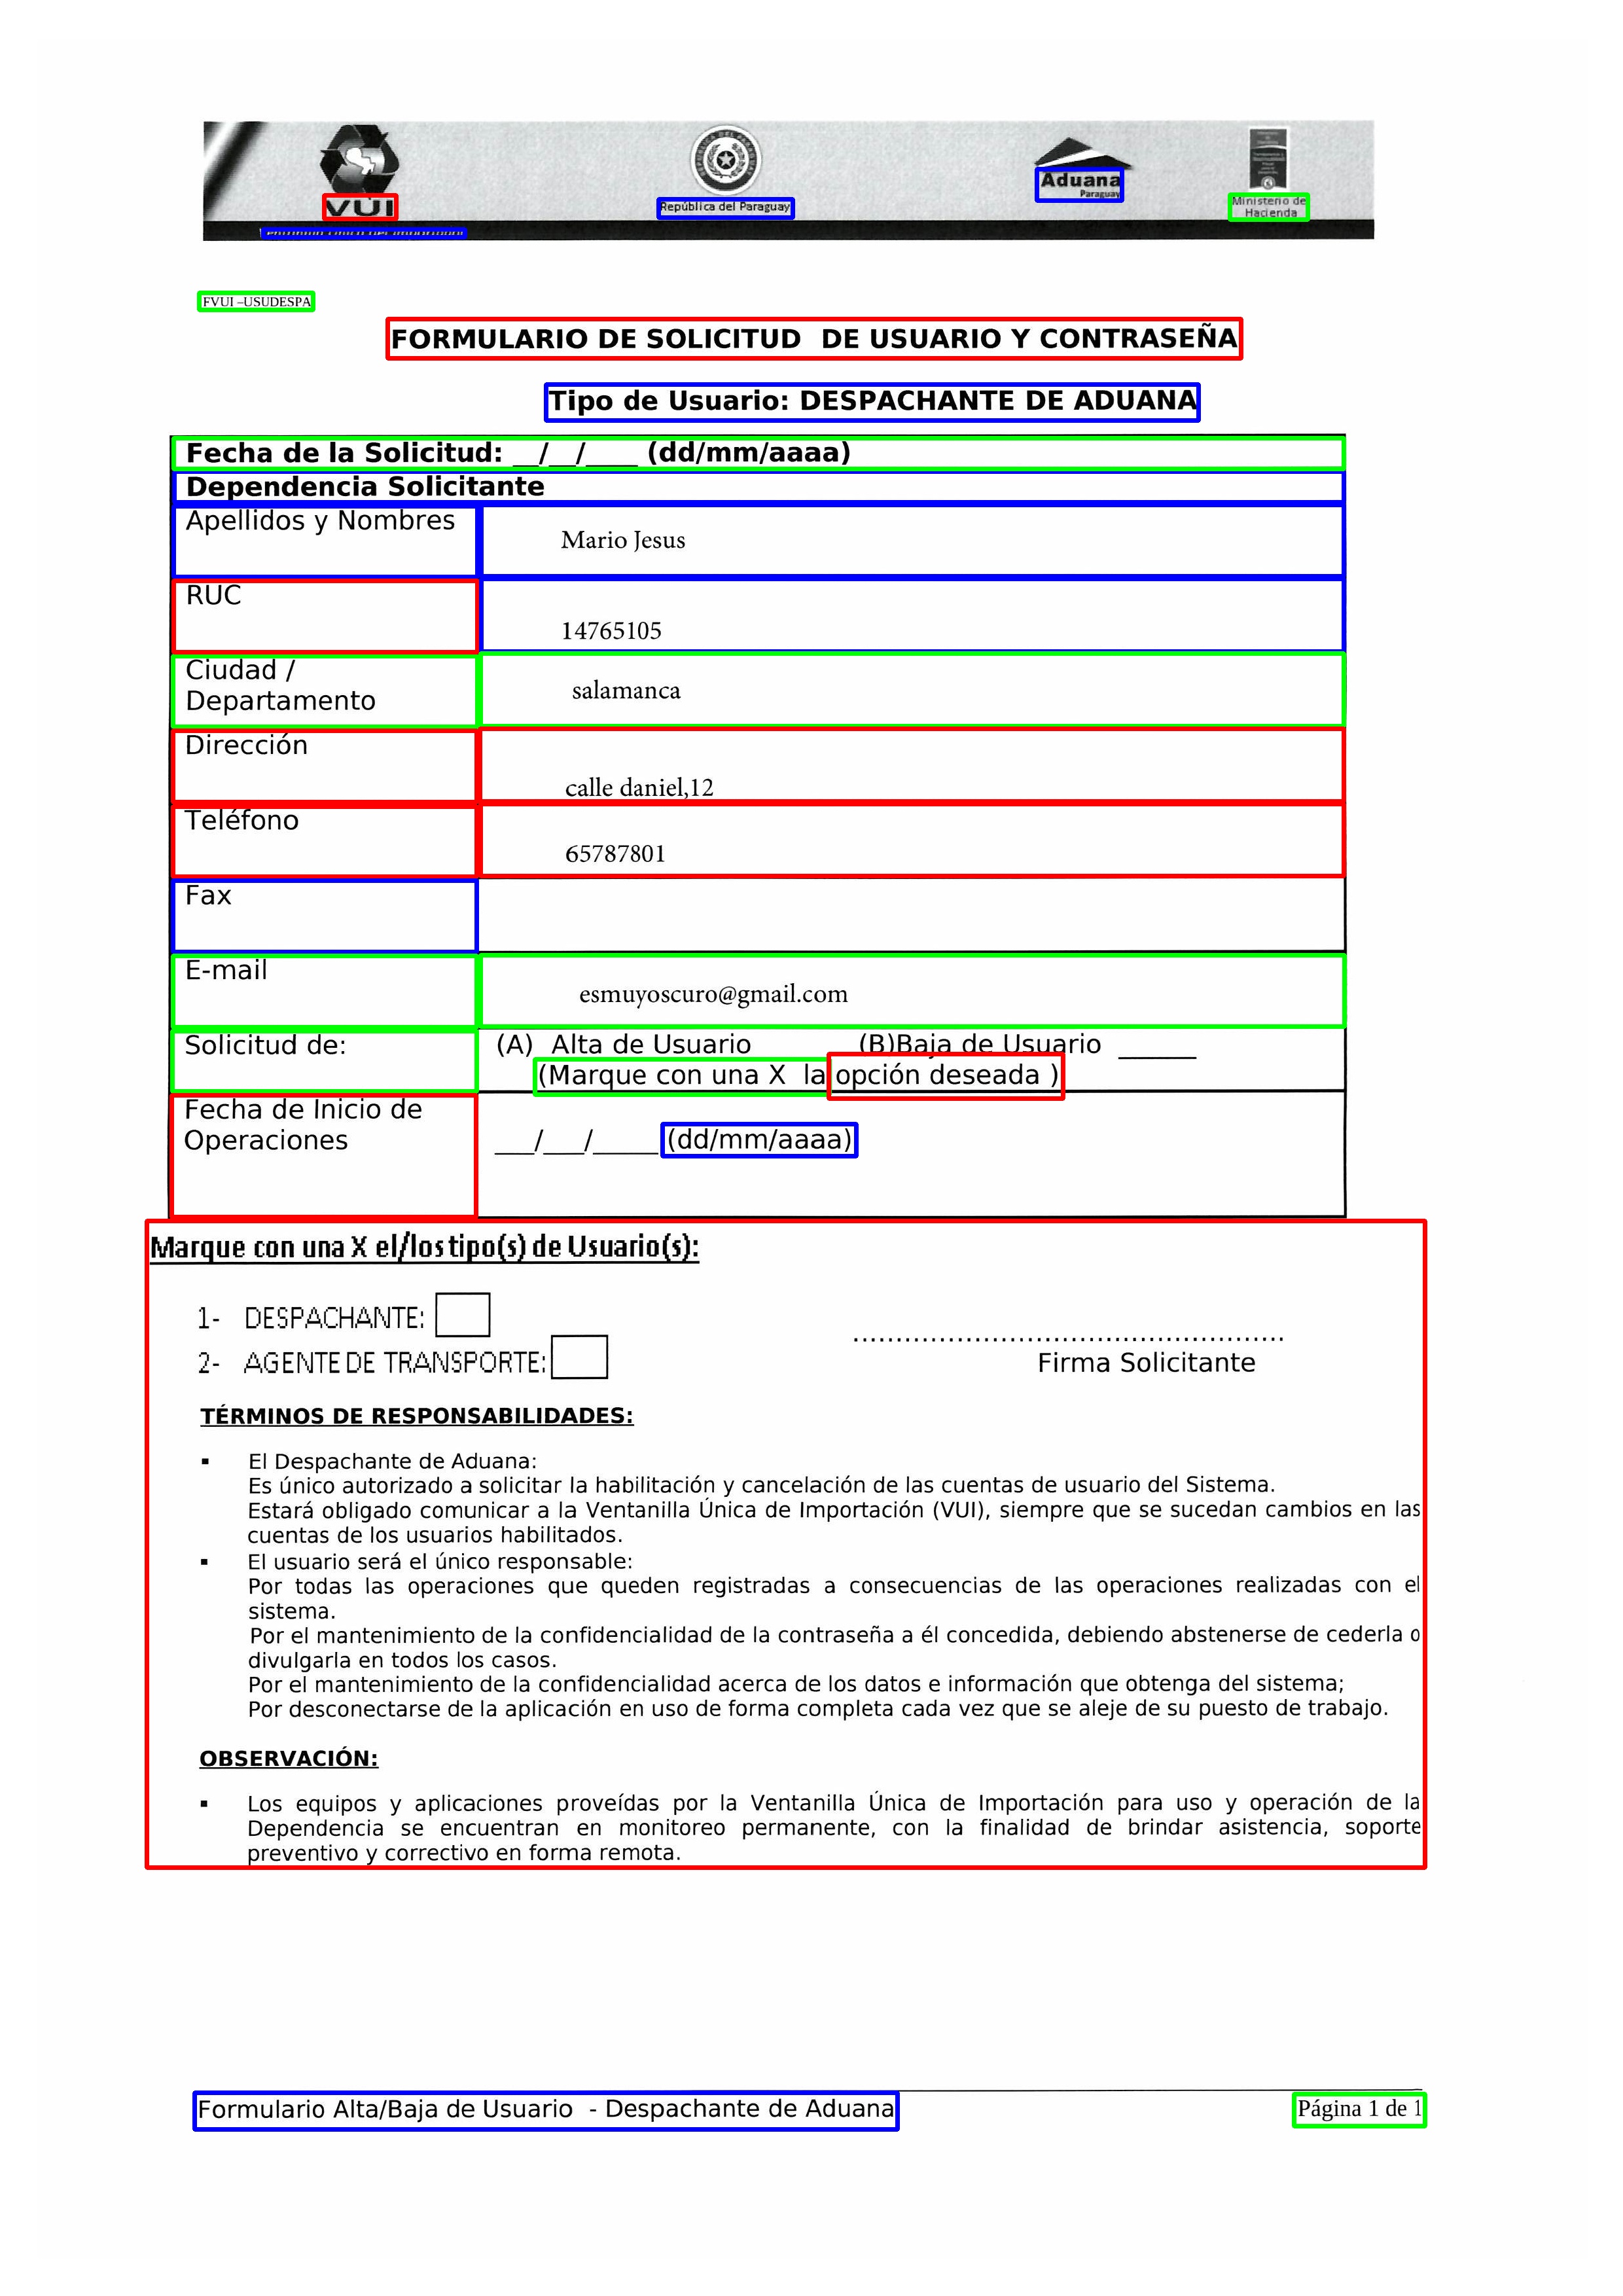 VUI
República del Paraguay
Aduana
Paraguay
Ministerio de
Hacienda
FVUI –USUDESPA
FORMULARIO DE SOLICITUD  DE USUARIO Y CONTRASEÑA
Tipo de Usuario: DESPACHANTE DE ADUANA
Fecha de la Solicitud: __/__/____ (dd/mm/aaaa)
Dependencia Solicitante
Apellidos y Nombres
Mario Jesus
RUC
14765105
Ciudad /
Departamento
salamanca
Dirección
calle daniel,12
Teléfono
65787801
Fax
E-mail
esmuyoscuro@gmail.com
Solicitud de:
(A)  Alta de Usuario (B)Baja de Usuario ______
(Marque con una X  la opción deseada )
Fecha de Inicio de
Operaciones
___/___/_____ (dd/mm/aaaa)
Marque con una X el/los tipo(s) de Usuario(s):
1- DESPACHANTE:
2- AGENTE DE TRANSPORTE:
..................................................
Firma Solicitante
TÉRMINOS DE RESPONSABILIDADES:
▪ El Despachante de Aduana:
Es único autorizado a solicitar la habilitación y cancelación de las cuentas de usuario del Sistema.
Estará obligado comunicar a la Ventanilla Única de Importación (VUI), siempre que se sucedan cambios en las
cuentas de los usuarios habilitados.
▪ El usuario será el único responsable:
Por todas las operaciones que queden registradas a consecuencias de las operaciones realizadas con el
sistema.
Por el mantenimiento de la confidencialidad de la contraseña a él concedida, debiendo abstenerse de cederla o
divulgarla en todos los casos.
Por el mantenimiento de la confidencialidad acerca de los datos e información que obtenga del sistema;
Por desconectarse de la aplicación en uso de forma completa cada vez que se aleje de su puesto de trabajo.
OBSERVACIÓN:
▪ Los equipos y aplicaciones proveídas por la Ventanilla Única de Importación para uso y operación de la
Dependencia se encuentran en monitoreo permanente, con la finalidad de brindar asistencia, soporte
preventivo y correctivo en forma remota.
Formulario Alta/Baja de Usuario  - Despachante de Aduana
Página 1 de 1